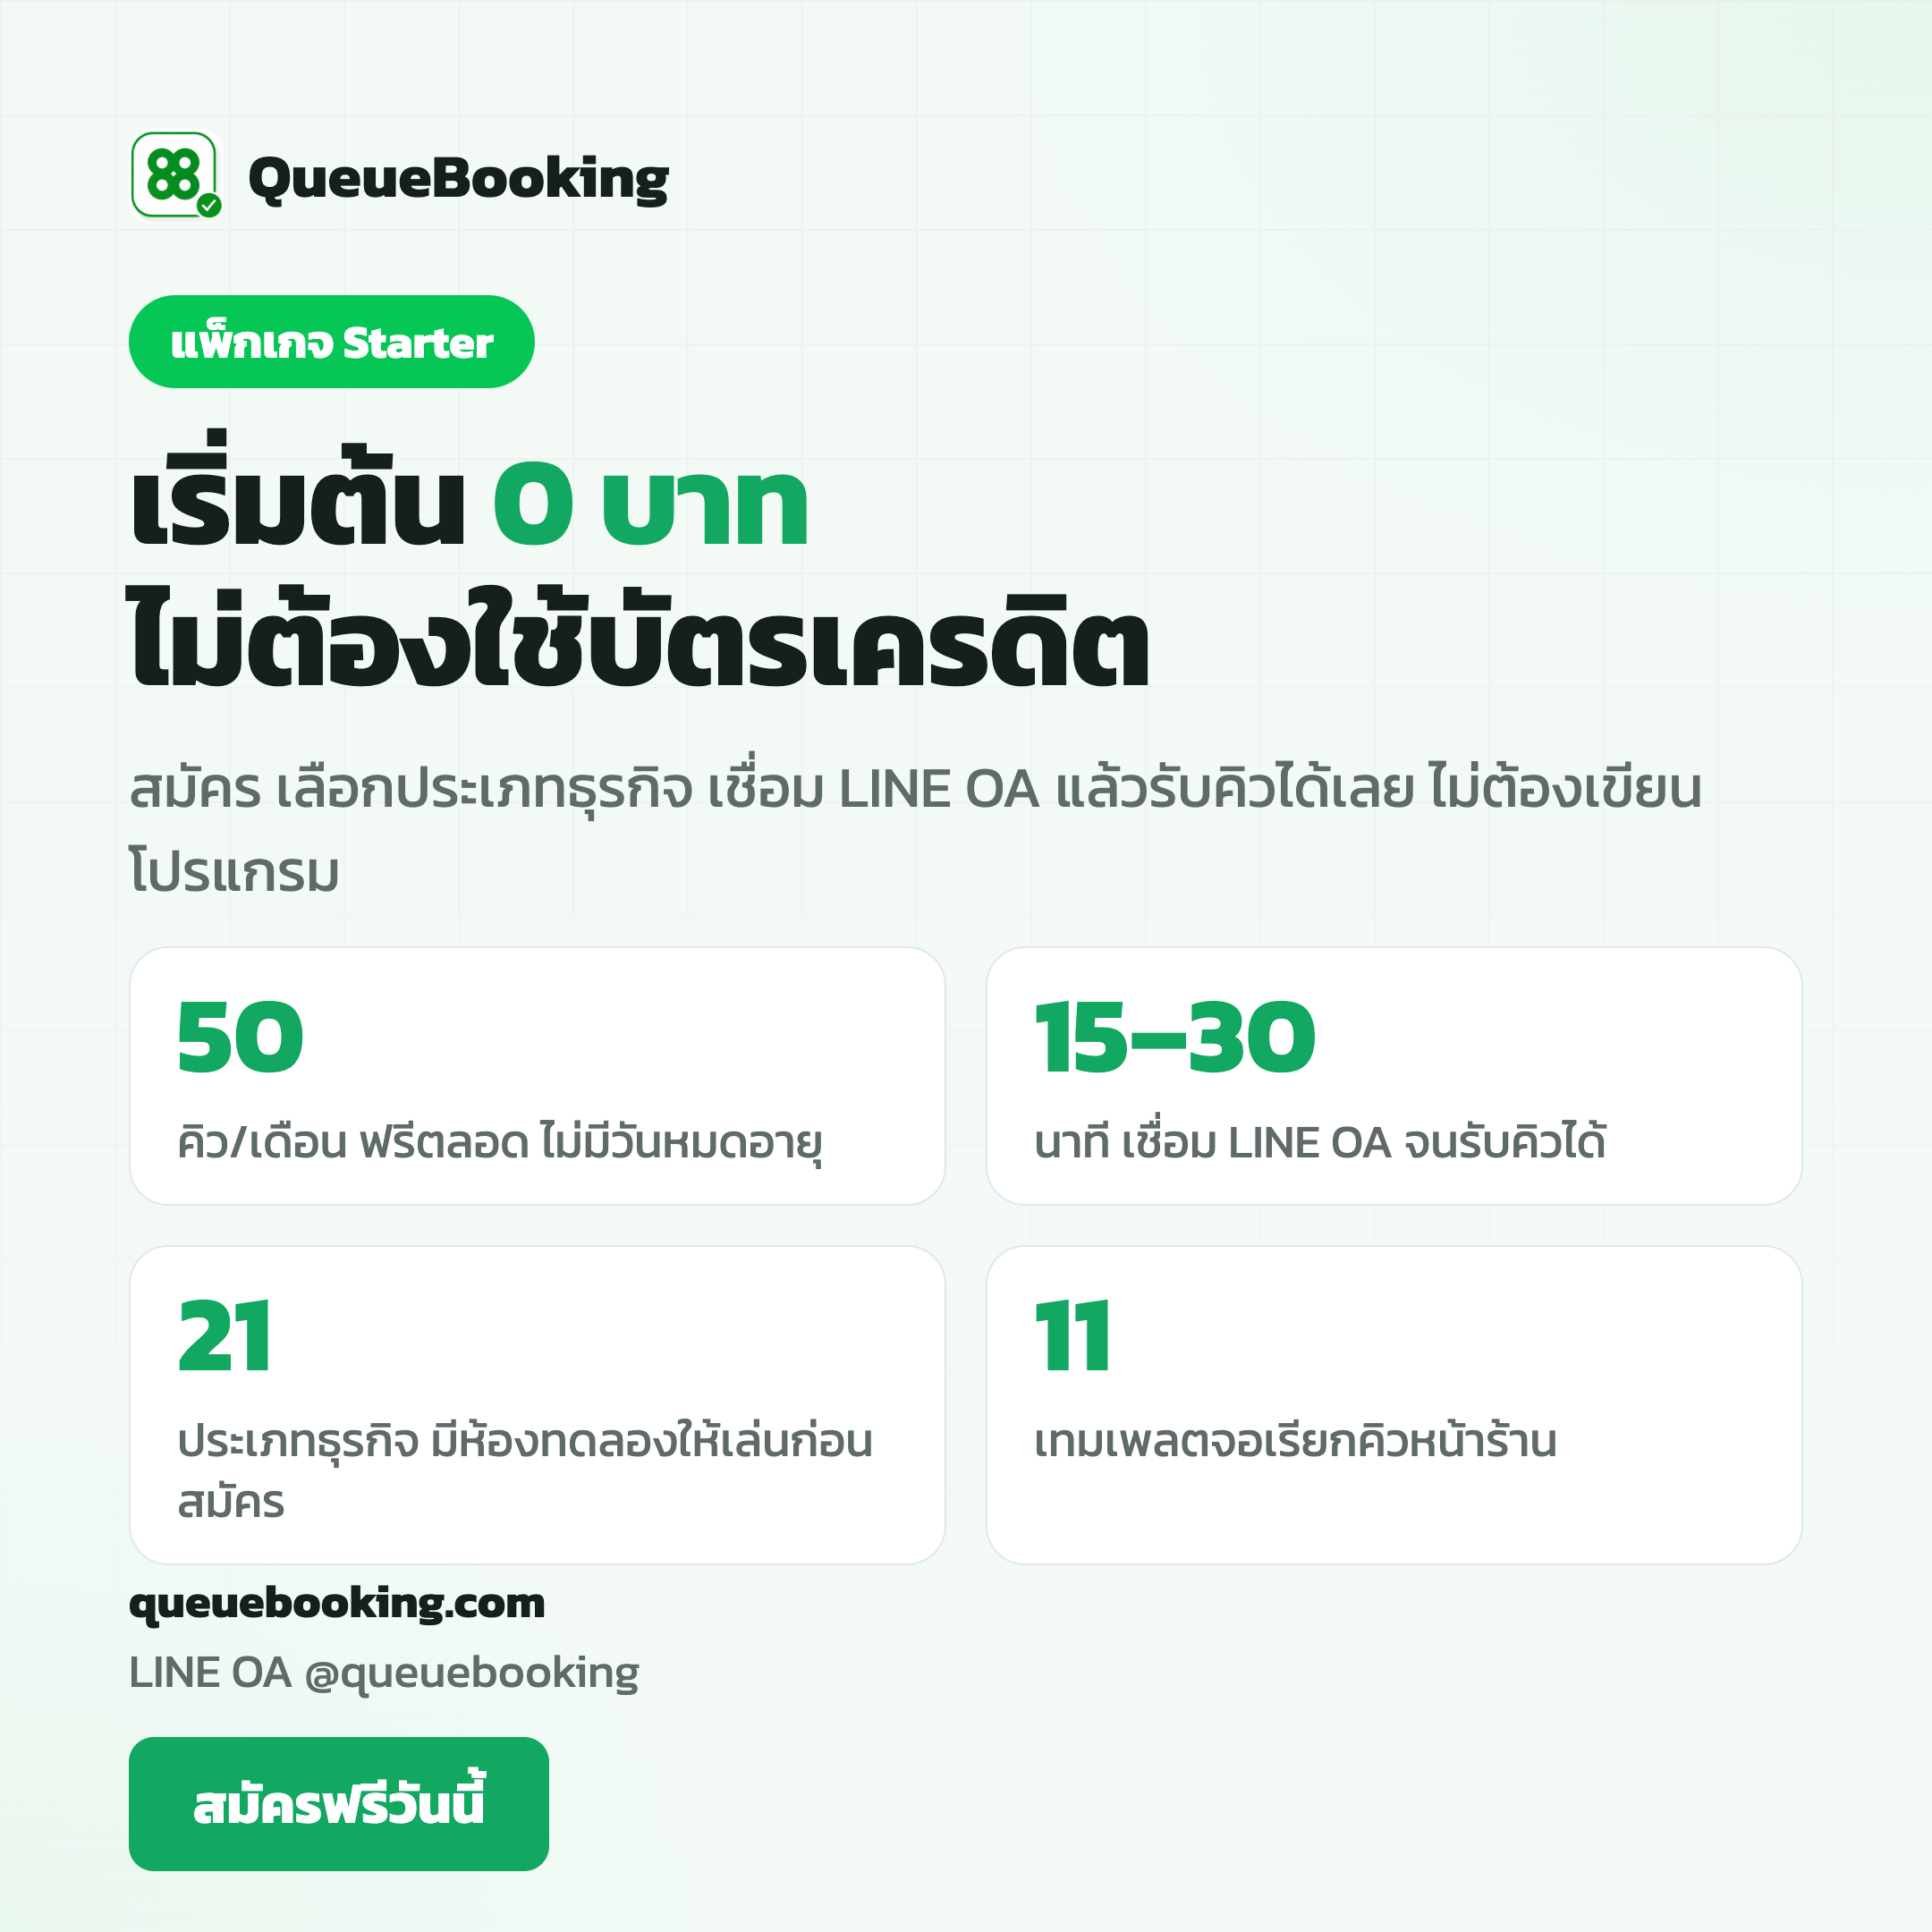 QueueBooking
แพ็กเกจ Starter
เริ่มต้น 0 บาท
ไม่ต้องใช้บัตรเครดิต
สมัคร เลือกประเภทธุรกิจ เชื่อม LINE OA แล้วรับคิวได้เลย ไม่ต้องเขียน
โปรแกรม
50
คิว/เดือน ฟรีตลอด ไม่มีวันหมดอายุ
15–30
นาที เชื่อม LINE OA จนรับคิวได้
21
ประเภทธุรกิจ มีห้องทดลองให้เล่นก่อน
สมัคร
11
เทมเพลตจอเรียกคิวหน้าร้าน
queuebooking.com
LINE OA @queuebooking
สมัครฟรีวันนี้